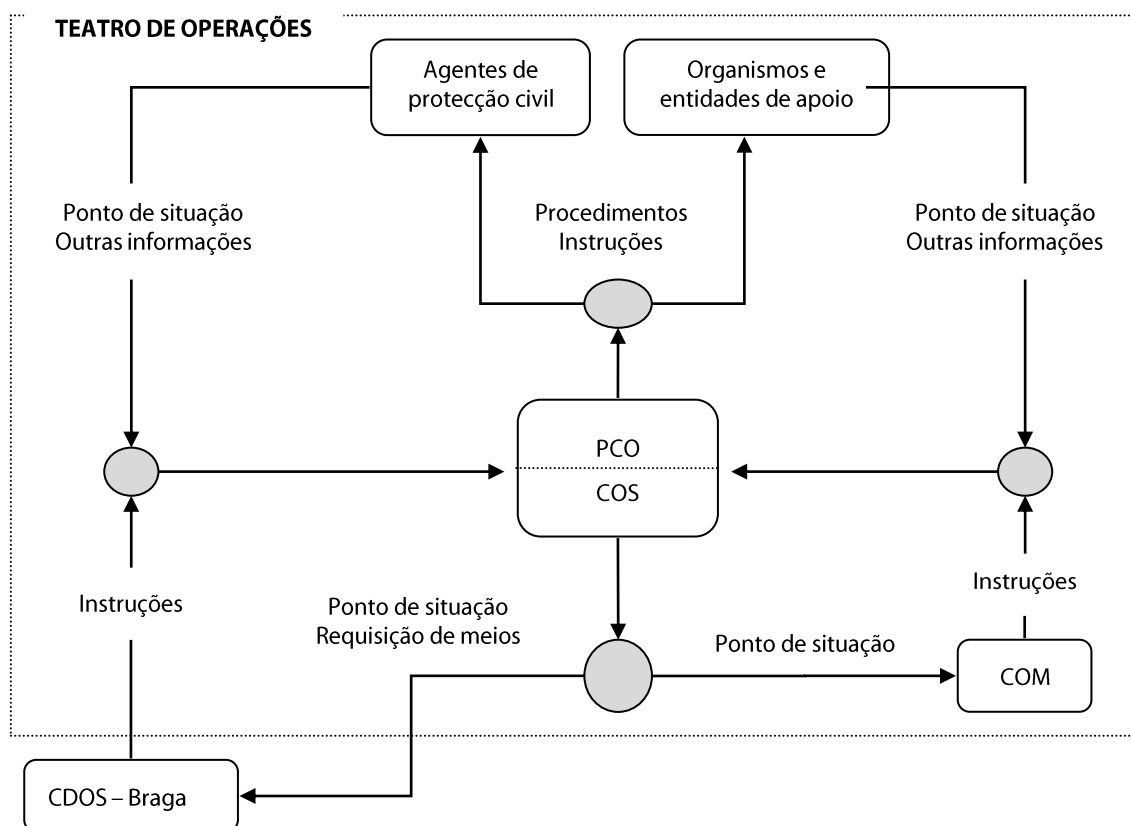 TEATRO DE OPERAÇÕES
Agentes de
protecção civil
Organismos e
entidades de apoio
Ponto de situação
Outras informações
Procedimentos
Instruções
Ponto de situação
Outras informações
PCO
COS
Instruções
Ponto de situação
Requisição de meios
Ponto de situação
Instruções
COM
CDOS – Braga